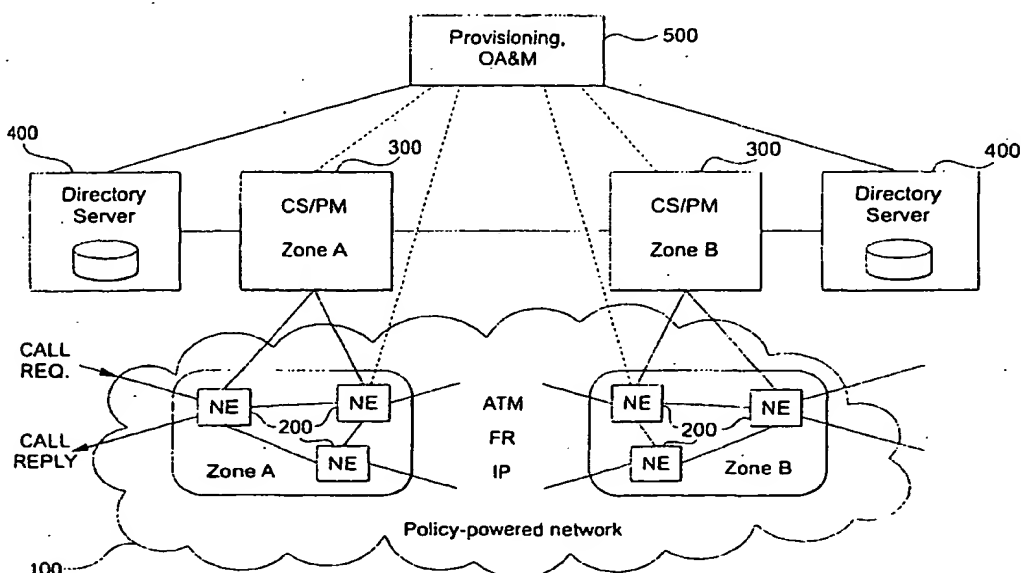 Provisioning,
OA&M
500
400
300
300
400
Directory
Server
CS/PM
Zone A
CS/PM
Zone B
Directory
Server
CALL
REQ.
CALL
REPLY
NE
NE
200
NE
Zone A
ATM
FR
IP
NE
NE
200
NE
Zone B
Policy-powered network
100